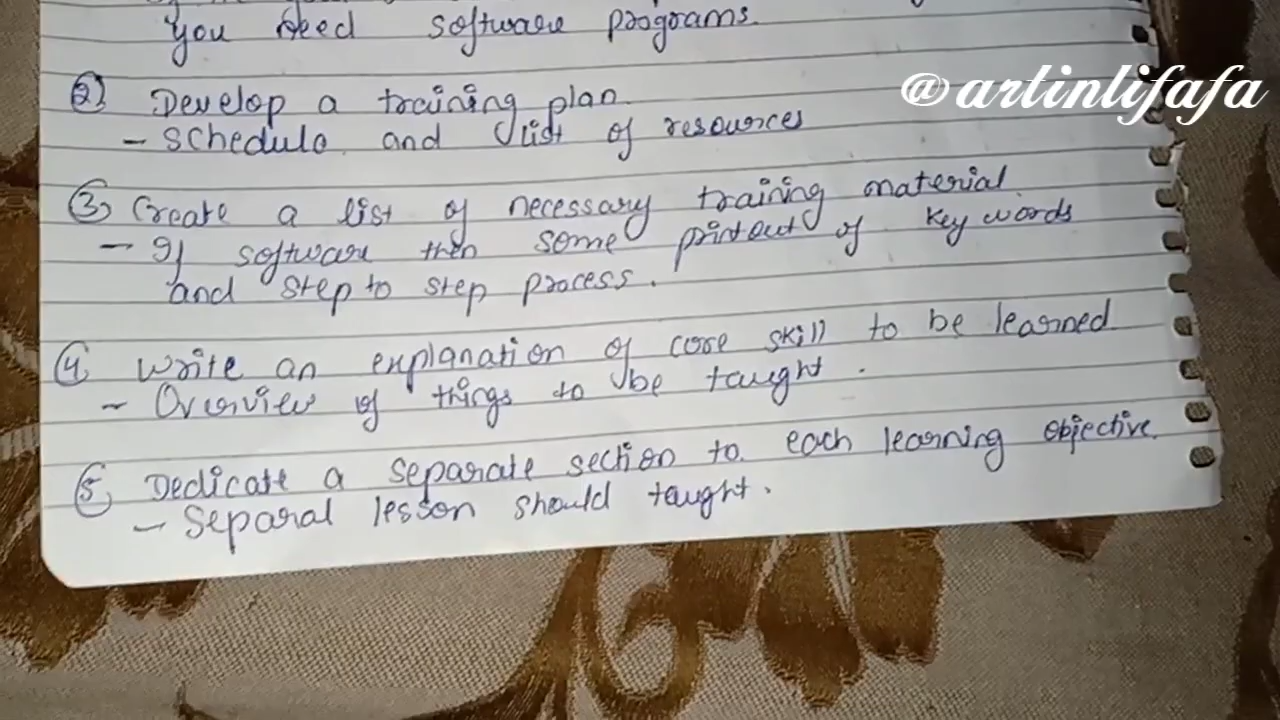 you need software programs.
@artinlifafa
2) Develop a training plan.
- Schedule and list of resources
3) Create a list of necessary training material.
- If software then some printout of key words
and step to step process.
4) Write an explanation of core skill to be learned
- Overview of things to be taught.
5) Dedicate a separate section to each learning objective.
- Separal lesson should taught.